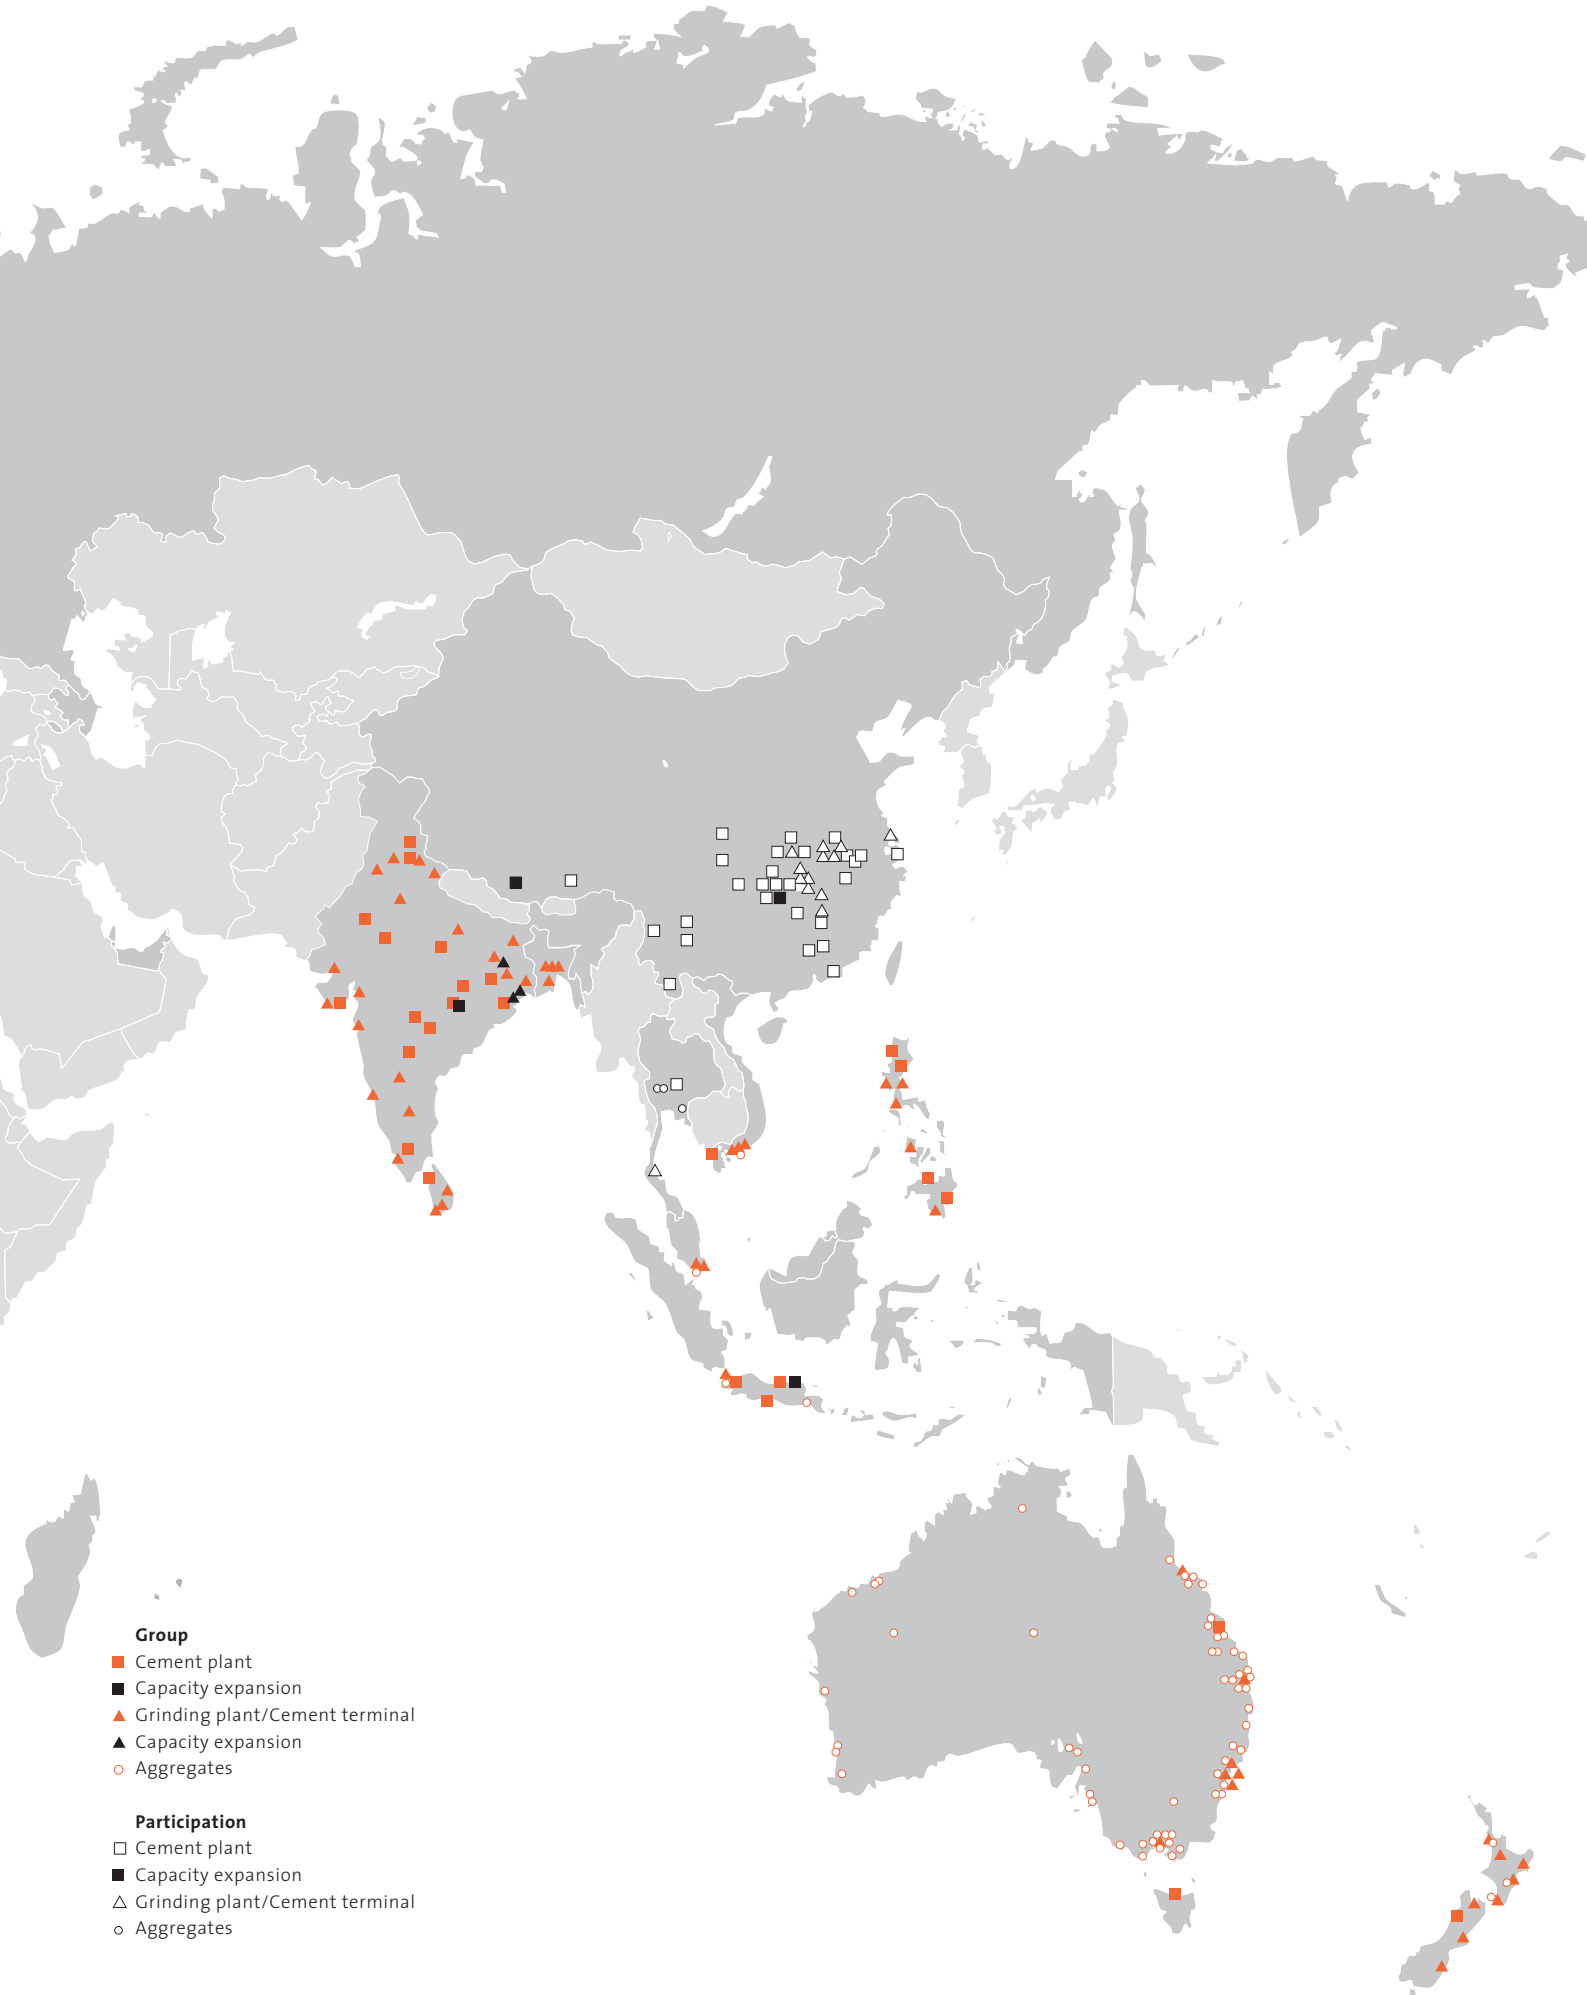 Group
Cement plant
Capacity expansion
Grinding plant/Cement terminal
Capacity expansion
Aggregates
Participation
Cement plant
Capacity expansion
Grinding plant/Cement terminal
Aggregates